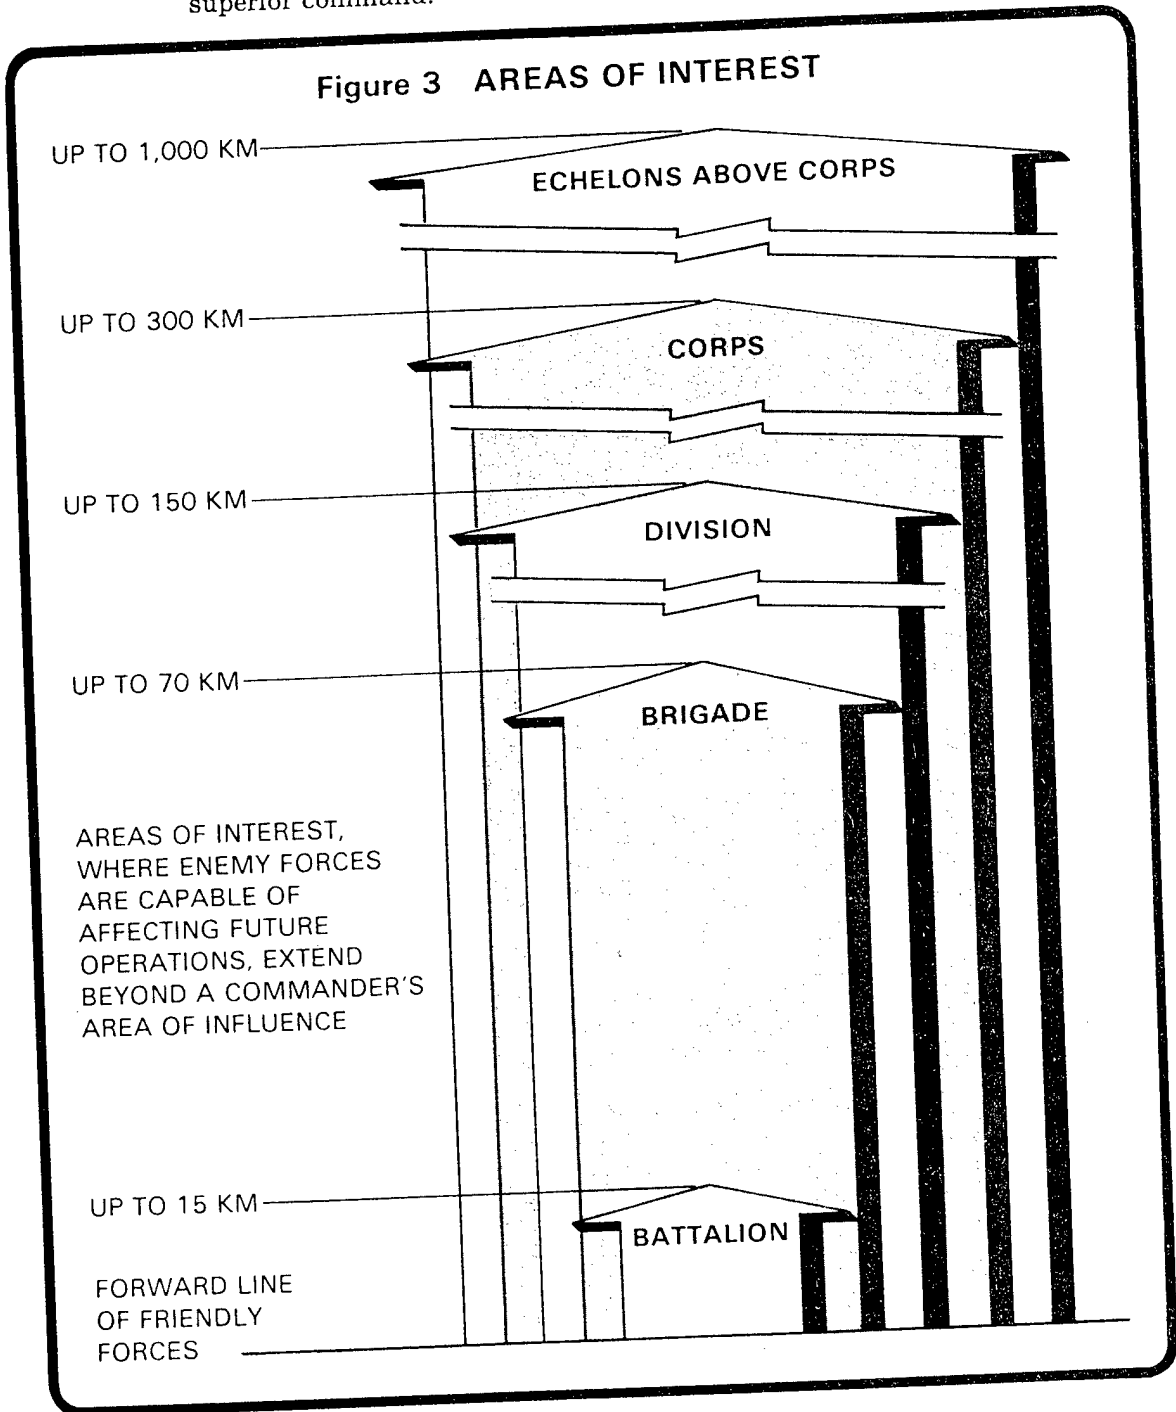 superior command.
Figure 3 AREAS OF INTEREST
UP TO 1,000 KM
ECHELONS ABOVE CORPS
UP TO 300 KM
CORPS
UP TO 150 KM
DIVISION
UP TO 70 KM
BRIGADE
AREAS OF INTEREST,
WHERE ENEMY FORCES
ARE CAPABLE OF
AFFECTING FUTURE
OPERATIONS, EXTEND
BEYOND A COMMANDER'S
AREA OF INFLUENCE
UP TO 15 KM
BATTALION
FORWARD LINE
OF FRIENDLY
FORCES